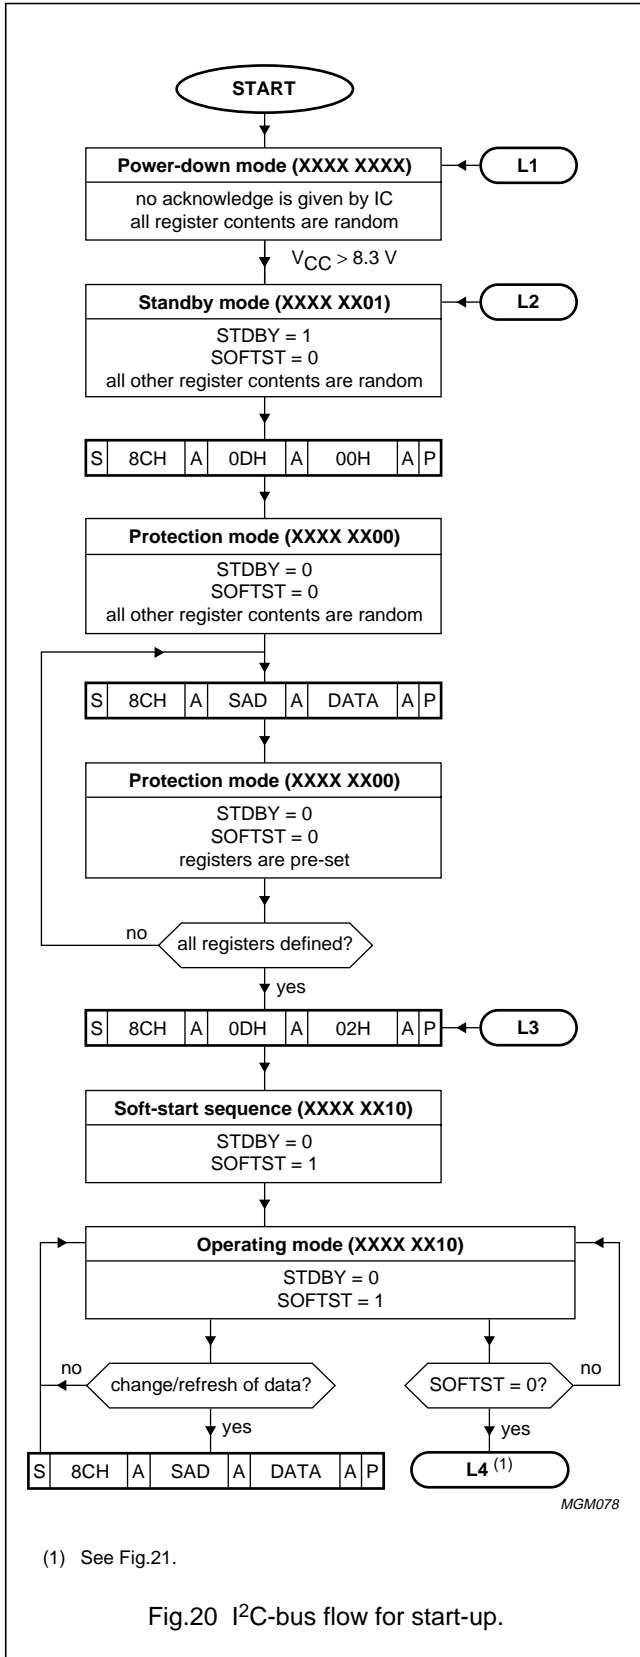 START
Power-down mode (XXXX XXXX)
L1
no acknowledge is given by IC
all register contents are random
VCC > 8.3 V
Standby mode (XXXX XX01)
L2
STDBY = 1
SOFTST = 0
all other register contents are random
S 8CH A 0DH A 00H A P
Protection mode (XXXX XX00)
STDBY = 0
SOFTST = 0
all other register contents are random
S 8CH A SAD A DATA A P
Protection mode (XXXX XX00)
STDBY = 0
SOFTST = 0
registers are pre-set
no
all registers defined?
yes
S 8CH A 0DH A 02H A P
L3
Soft-start sequence (XXXX XX10)
STDBY = 0
SOFTST = 1
Operating mode (XXXX XX10)
STDBY = 0
SOFTST = 1
no
change/refresh of data?
SOFTST = 0?
no
yes
yes
S 8CH A SAD A DATA A P
L4 (1)
MGM078
(1) See Fig.21.
Fig.20 I2C-bus flow for start-up.